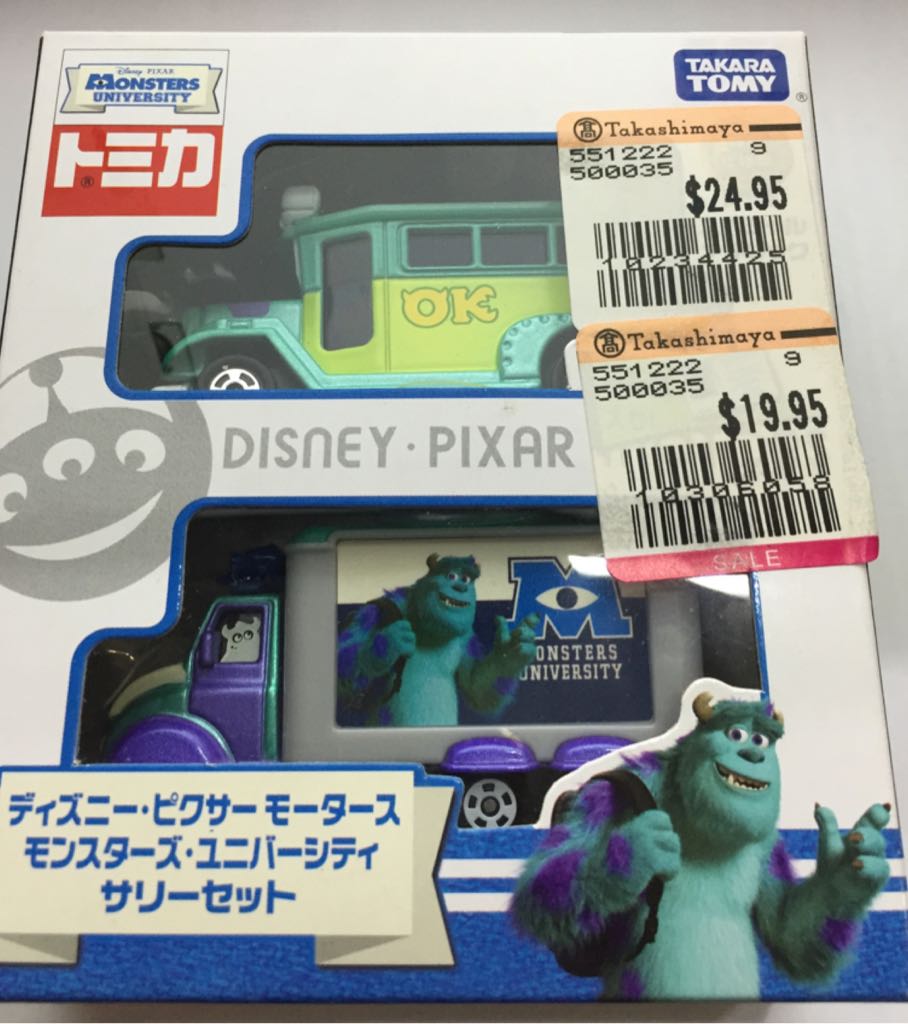 Disney PIXAR
MONSTERS
UNIVERSITY
トミカ
TAKARA
TOMY
Takashimaya
551222 9
500035
$24.95
10234425
OK
Takashimaya
551222 9
500035
$19.95
10306058
SALE
DISNEY・PIXAR
M
ONSTERS
UNIVERSITY
ディズニー・ピクサー モータース
モンスターズ・ユニバーシティ
サリーセット